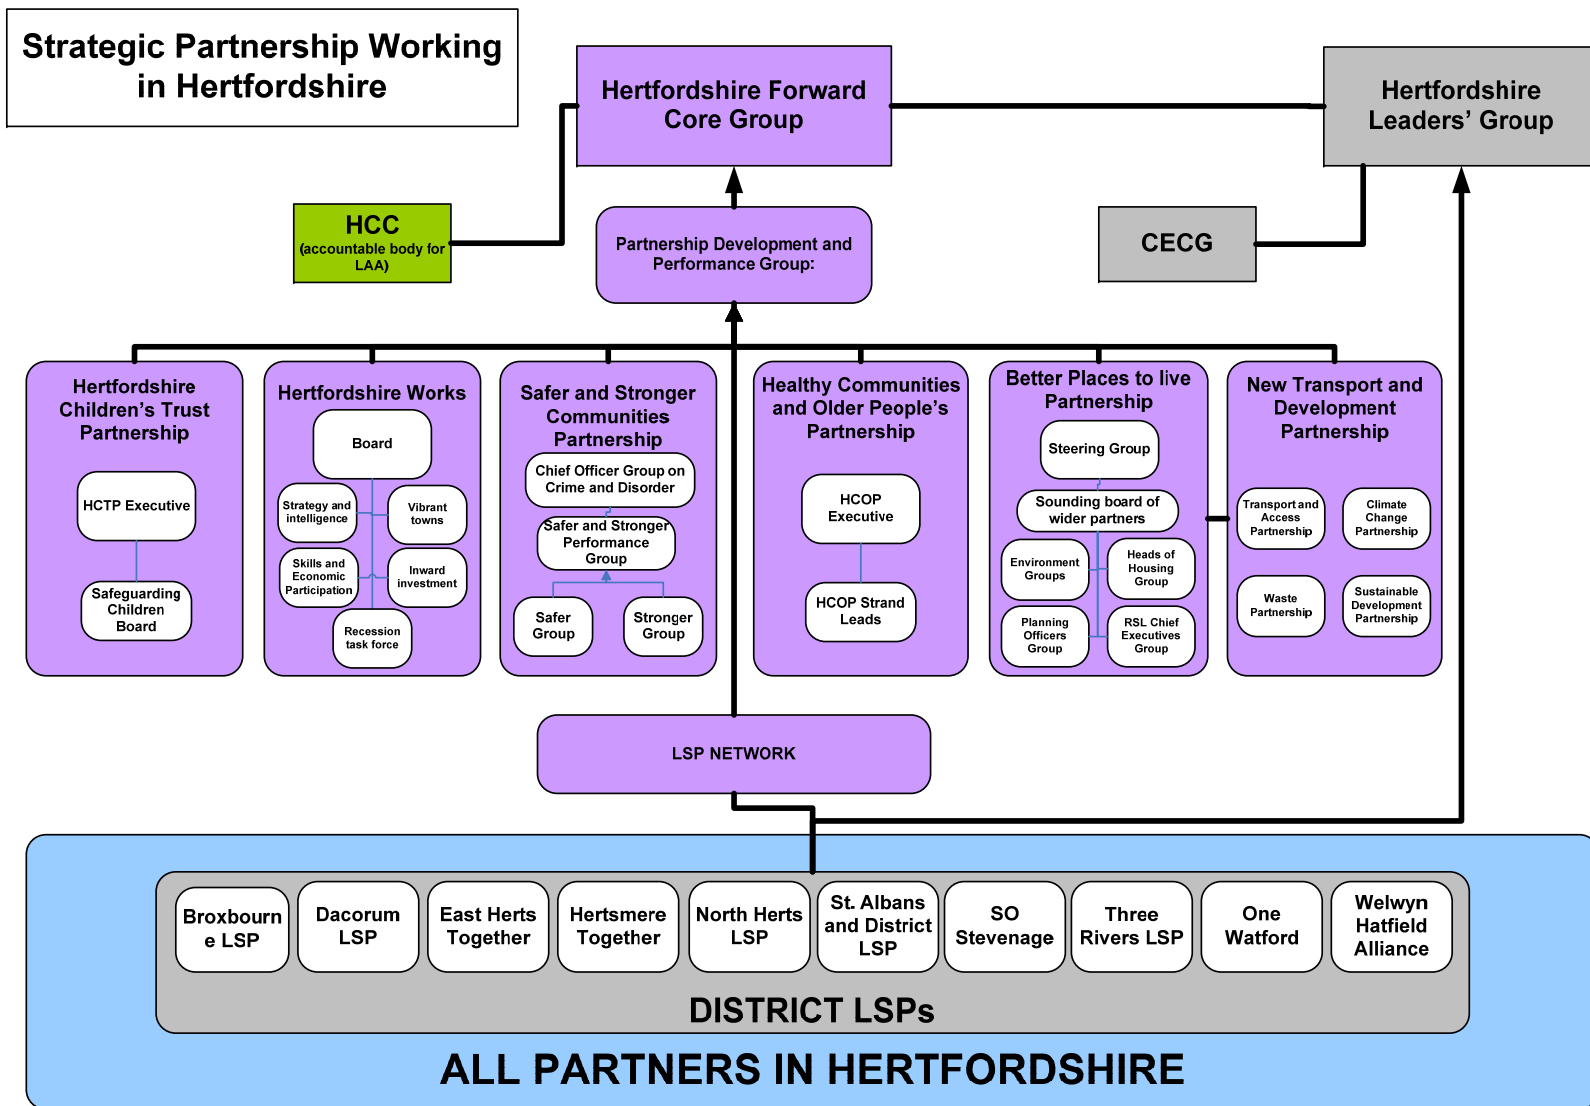 Strategic Partnership Working
in Hertfordshire
Hertfordshire Forward
Core Group
Hertfordshire
Leaders’ Group
HCC
(accountable body for
LAA)
Partnership Development and
Performance Group:
CECG
Hertfordshire
Children’s Trust
Partnership
HCTP Executive
Safeguarding
Children
Board
Hertfordshire Works
Board
Strategy and
intelligence
Vibrant
towns
Skills and
Economic
Participation
Inward
investment
Recession
task force
Safer and Stronger
Communities
Partnership
Chief Officer Group on
Crime and Disorder
Safer and Stronger
Performance
Group
Safer
Group
Stronger
Group
Healthy Communities
and Older People’s
Partnership
HCOP
Executive
HCOP Strand
Leads
Better Places to live
Partnership
Steering Group
Sounding board of
wider partners
Environment
Groups
Heads of
Housing Group
Planning
Officers
Group
RSL Chief
Executives
Group
New Transport and
Development
Partnership
Transport and
Access
Partnership
Climate
Change
Partnership
Waste
Partnership
Sustainable
Development
Partnership
LSP NETWORK
Broxbourn
e LSP
Dacorum
LSP
East Herts
Together
Hertsmere
Together
North Herts
LSP
St. Albans
and District
LSP
SO
Stevenage
Three
Rivers LSP
One
Watford
Welwyn
Hatfield
Alliance
DISTRICT LSPs
ALL PARTNERS IN HERTFORDSHIRE